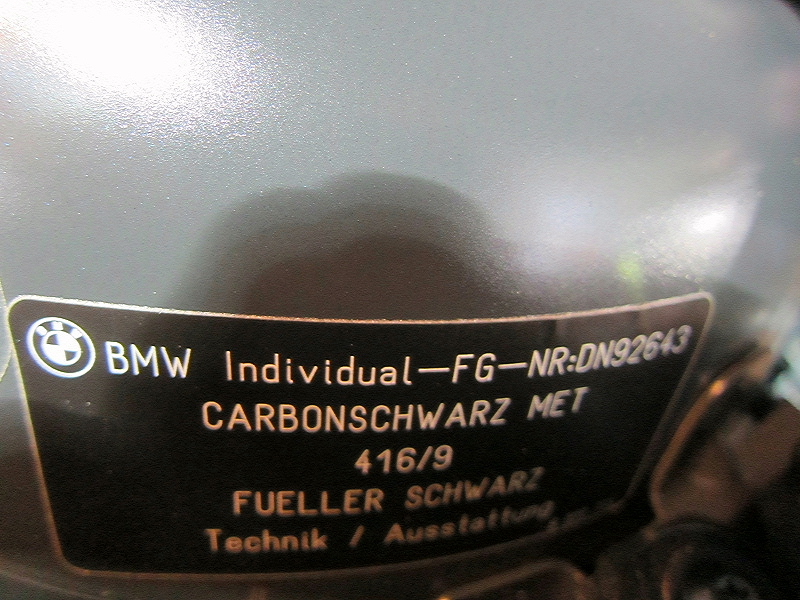 BMW Individual-FG-NR:DN92643
CARBONSCHWARZ MET
416/9
FUELLER SCHWARZ
Technik / Ausstattung